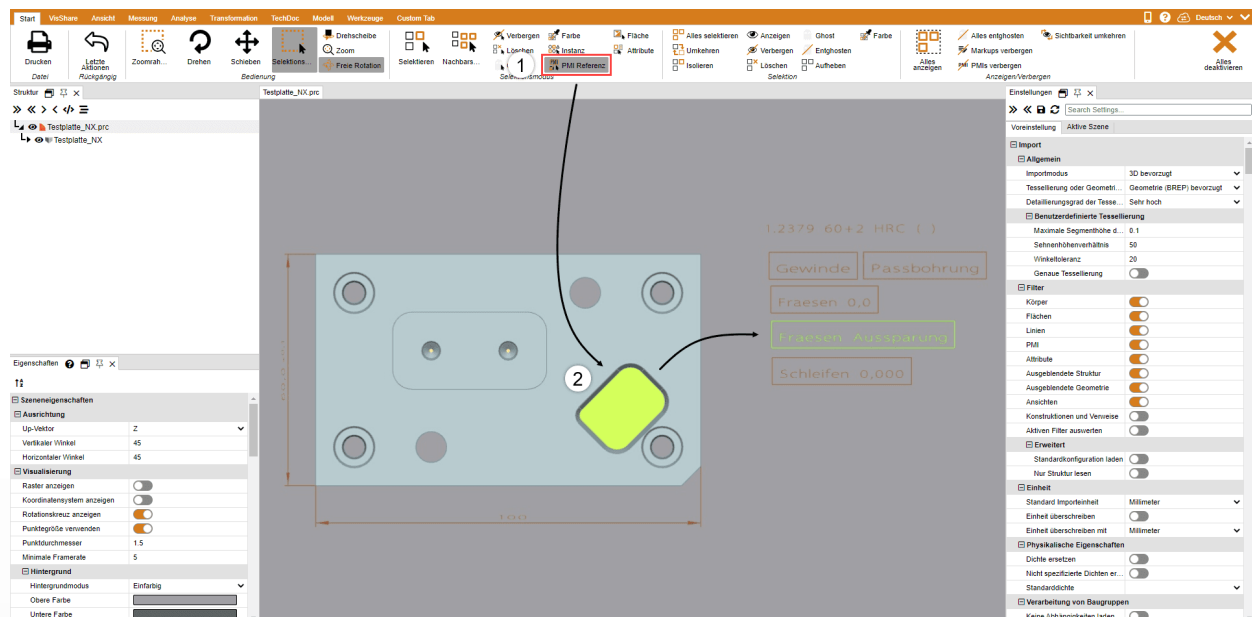 Start VisShare Ansicht Messung Analyse Transformation TechDoc Modell Werkzeuge Custom Tab Deutsch
Drucken
Letzte Aktionen
Zoomrah...
Drehen
Schieben
Selektions...
Drehscheibe
Zoom
Freie Rotation
Selektieren
Nachbars...
Verbergen
Löschen
Farbe
Instanz
PMI Referenz
Fläche
Attribute
Alles selektieren
Umkehren
Isolieren
Anzeigen
Verbergen
Löschen
Ghost
Entghosten
Aufheben
Farbe
Alles anzeigen
Alles entghosten
Markups verbergen
PMIs verbergen
Sichtbarkeit umkehren
Alles deaktivieren
Datei Rückgängig Bedienung Selektionsmodus Selektion Anzeigen/Verbergen
1
Struktur
Testplatte_NX.prc
Testplatte_NX
Testplatte_NX.prc
1.2379 60+2 HRC ( )
Gewinde Passbohrung
Fraesen 0,0
Fraesen Aussparung
Schleifen 0,000
2
100
Eigenschaften
Szeneneigenschaften
Ausrichtung
Up-Vektor Z
Vertikaler Winkel 45
Horizontaler Winkel 45
Visualisierung
Raster anzeigen
Koordinatensystem anzeigen
Rotationskreuz anzeigen
Punktegröße verwenden
Punktdurchmesser 1.5
Minimale Framerate 5
Hintergrund
Hintergrundmodus Einfarbig
Obere Farbe
Untere Farbe
Einstellungen
Search Settings...
Voreinstellung Aktive Szene
Import
Allgemein
Importmodus 3D bevorzugt
Tessellierung oder Geometri... Geometrie (BREP) bevorzugt
Detaillierungsgrad der Tesse... Sehr hoch
Benutzerdefinierte Tessellierung
Maximale Segmenthöhe d... 0.1
Sehnenhöhenverhältnis 50
Winkeltoleranz 20
Genaue Tessellierung
Filter
Körper
Flächen
Linien
PMI
Attribute
Ausgeblendete Struktur
Ausgeblendete Geometrie
Ansichten
Konstruktionen und Verweise
Aktiven Filter auswerten
Erweitert
Standardkonfiguration laden
Nur Struktur lesen
Einheit
Standard Importeinheit Millimeter
Einheit überschreiben
Einheit überschreiben mit Millimeter
Physikalische Eigenschaften
Dichte ersetzen
Nicht spezifizierte Dichten er...
Standarddichte
Verarbeitung von Baugruppen
Keine Abhängigkeiten laden